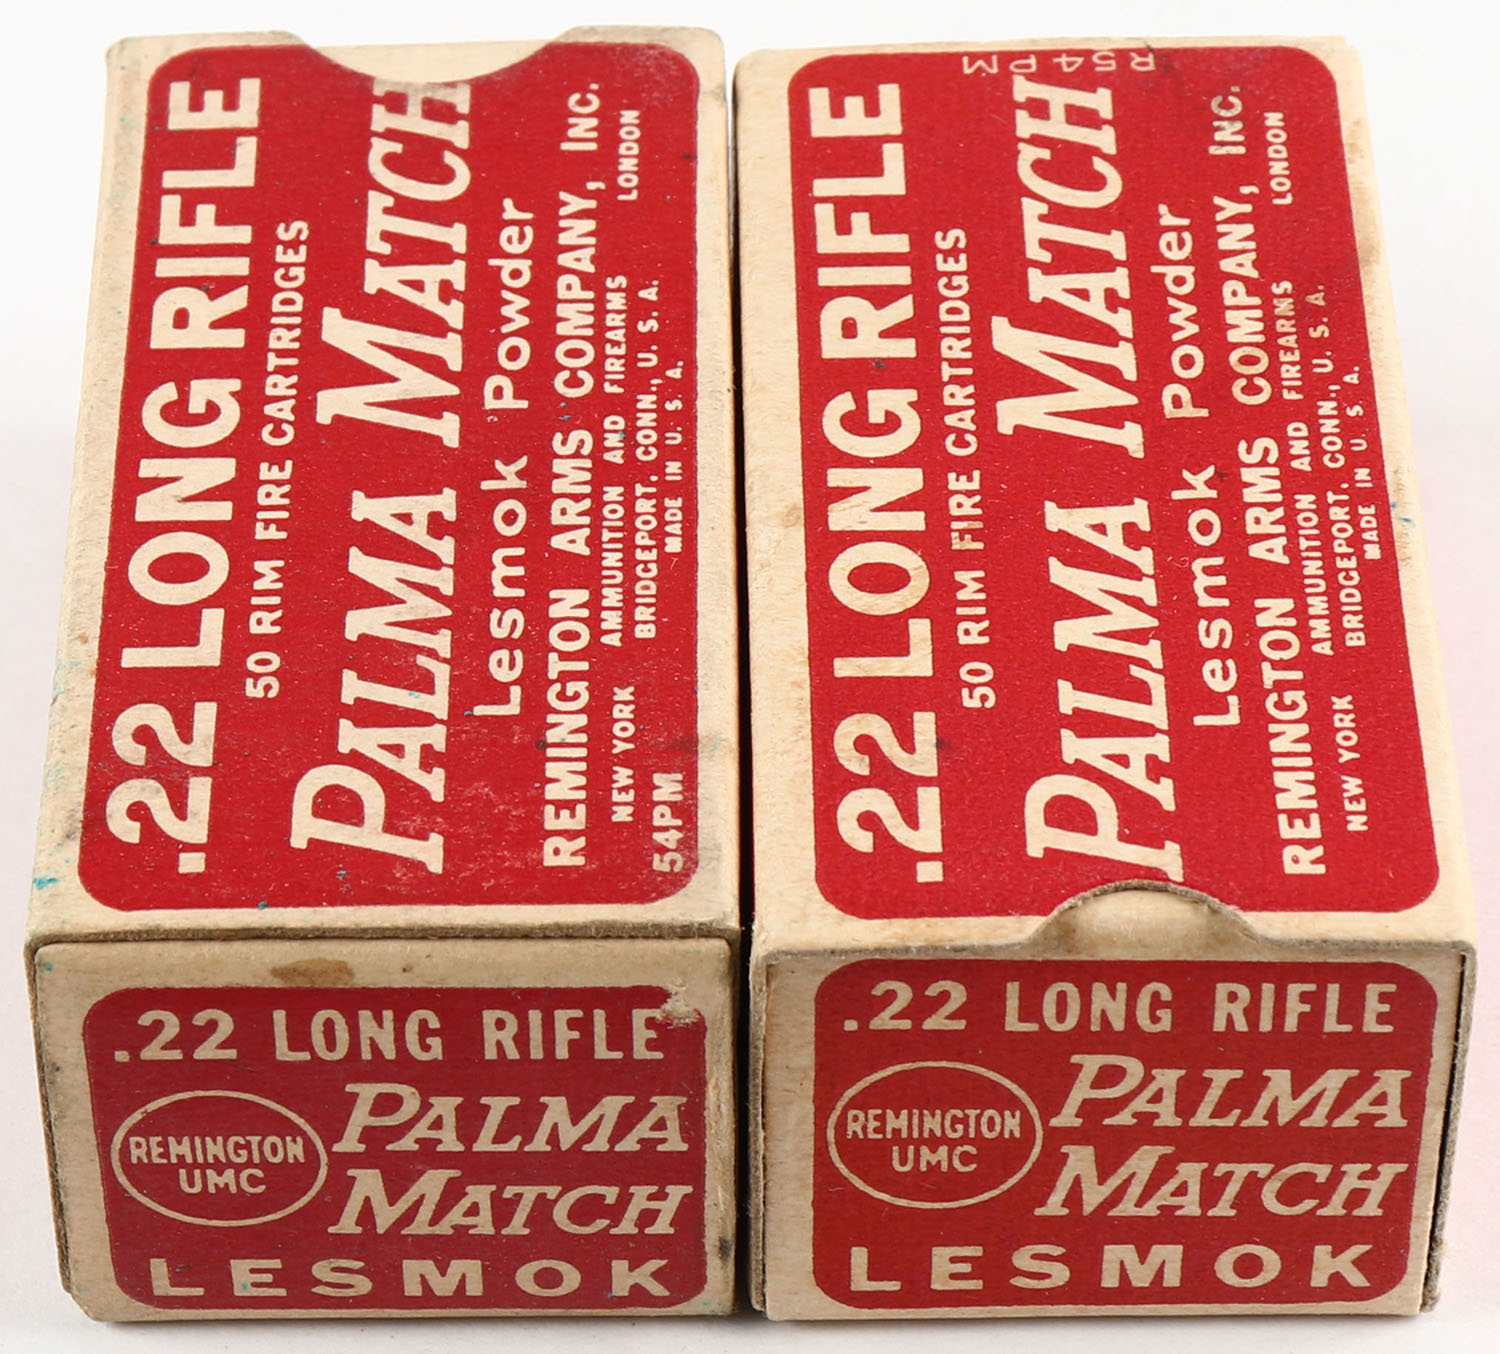 .22 LONG RIFLE
50 RIM FIRE CARTRIDGES
PALMA MATCH
Lesmok Powder
REMINGTON ARMS COMPANY, INC.
NEW YORK AMMUNITION AND FIREARMS LONDON
BRIDGEPORT, CONN., U. S. A.
54PM MADE IN U. S. A.
.22 LONG RIFLE
REMINGTON
UMC
PALMA
MATCH
LESMOK
R54PM
.22 LONG RIFLE
50 RIM FIRE CARTRIDGES
PALMA MATCH
Lesmok Powder
REMINGTON ARMS COMPANY, INC.
NEW YORK AMMUNITION AND FIREARMS LONDON
BRIDGEPORT, CONN., U. S. A.
MADE IN U. S. A.
.22 LONG RIFLE
REMINGTON
UMC
PALMA
MATCH
LESMOK